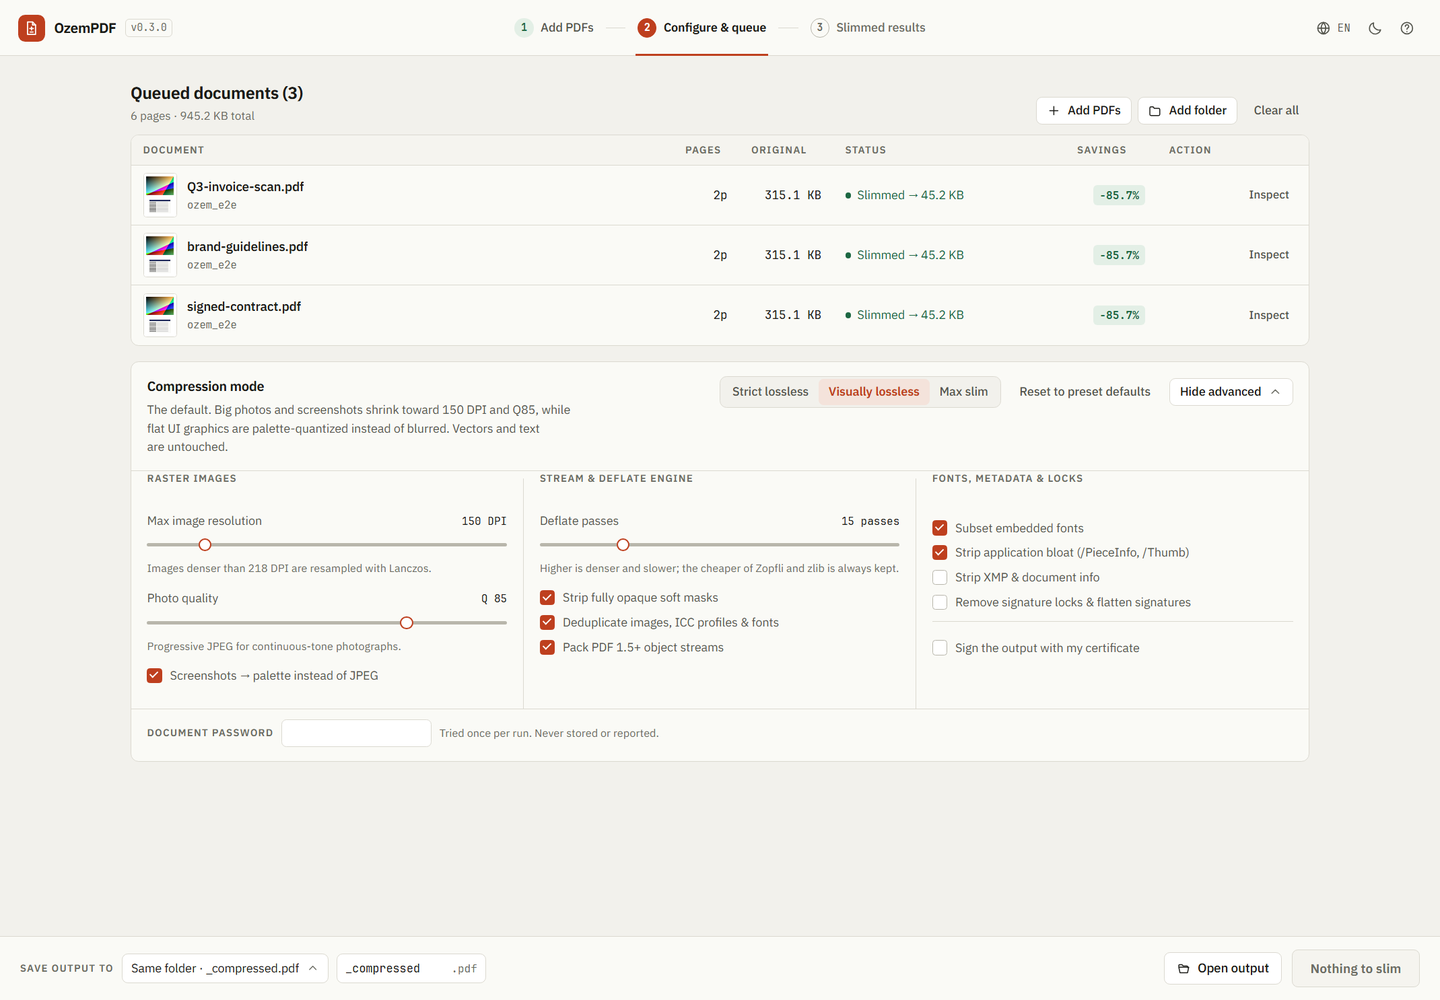 OzemPDF v0.3.0
1 Add PDFs
2 Configure & queue
3 Slimmed results
EN
Queued documents (3)
6 pages · 945.2 KB total
Add PDFs
Add folder
Clear all
DOCUMENT PAGES ORIGINAL STATUS SAVINGS ACTION
Q3-invoice-scan.pdf
ozem_e2e
2p 315.1 KB Slimmed → 45.2 KB -85.7% Inspect
brand-guidelines.pdf
ozem_e2e
2p 315.1 KB Slimmed → 45.2 KB -85.7% Inspect
signed-contract.pdf
ozem_e2e
2p 315.1 KB Slimmed → 45.2 KB -85.7% Inspect
Compression mode
The default. Big photos and screenshots shrink toward 150 DPI and Q85, while
flat UI graphics are palette-quantized instead of blurred. Vectors and text
are untouched.
Strict lossless
Visually lossless
Max slim
Reset to preset defaults
Hide advanced
RASTER IMAGES
Max image resolution 150 DPI
Images denser than 218 DPI are resampled with Lanczos.
Photo quality Q 85
Progressive JPEG for continuous-tone photographs.
Screenshots → palette instead of JPEG
STREAM & DEFLATE ENGINE
Deflate passes 15 passes
Higher is denser and slower; the cheaper of Zopfli and zlib is always kept.
Strip fully opaque soft masks
Deduplicate images, ICC profiles & fonts
Pack PDF 1.5+ object streams
FONTS, METADATA & LOCKS
Subset embedded fonts
Strip application bloat (/PieceInfo, /Thumb)
Strip XMP & document info
Remove signature locks & flatten signatures
Sign the output with my certificate
DOCUMENT PASSWORD
Tried once per run. Never stored or reported.
SAVE OUTPUT TO
Same folder · _compressed.pdf
_compressed .pdf
Open output
Nothing to slim